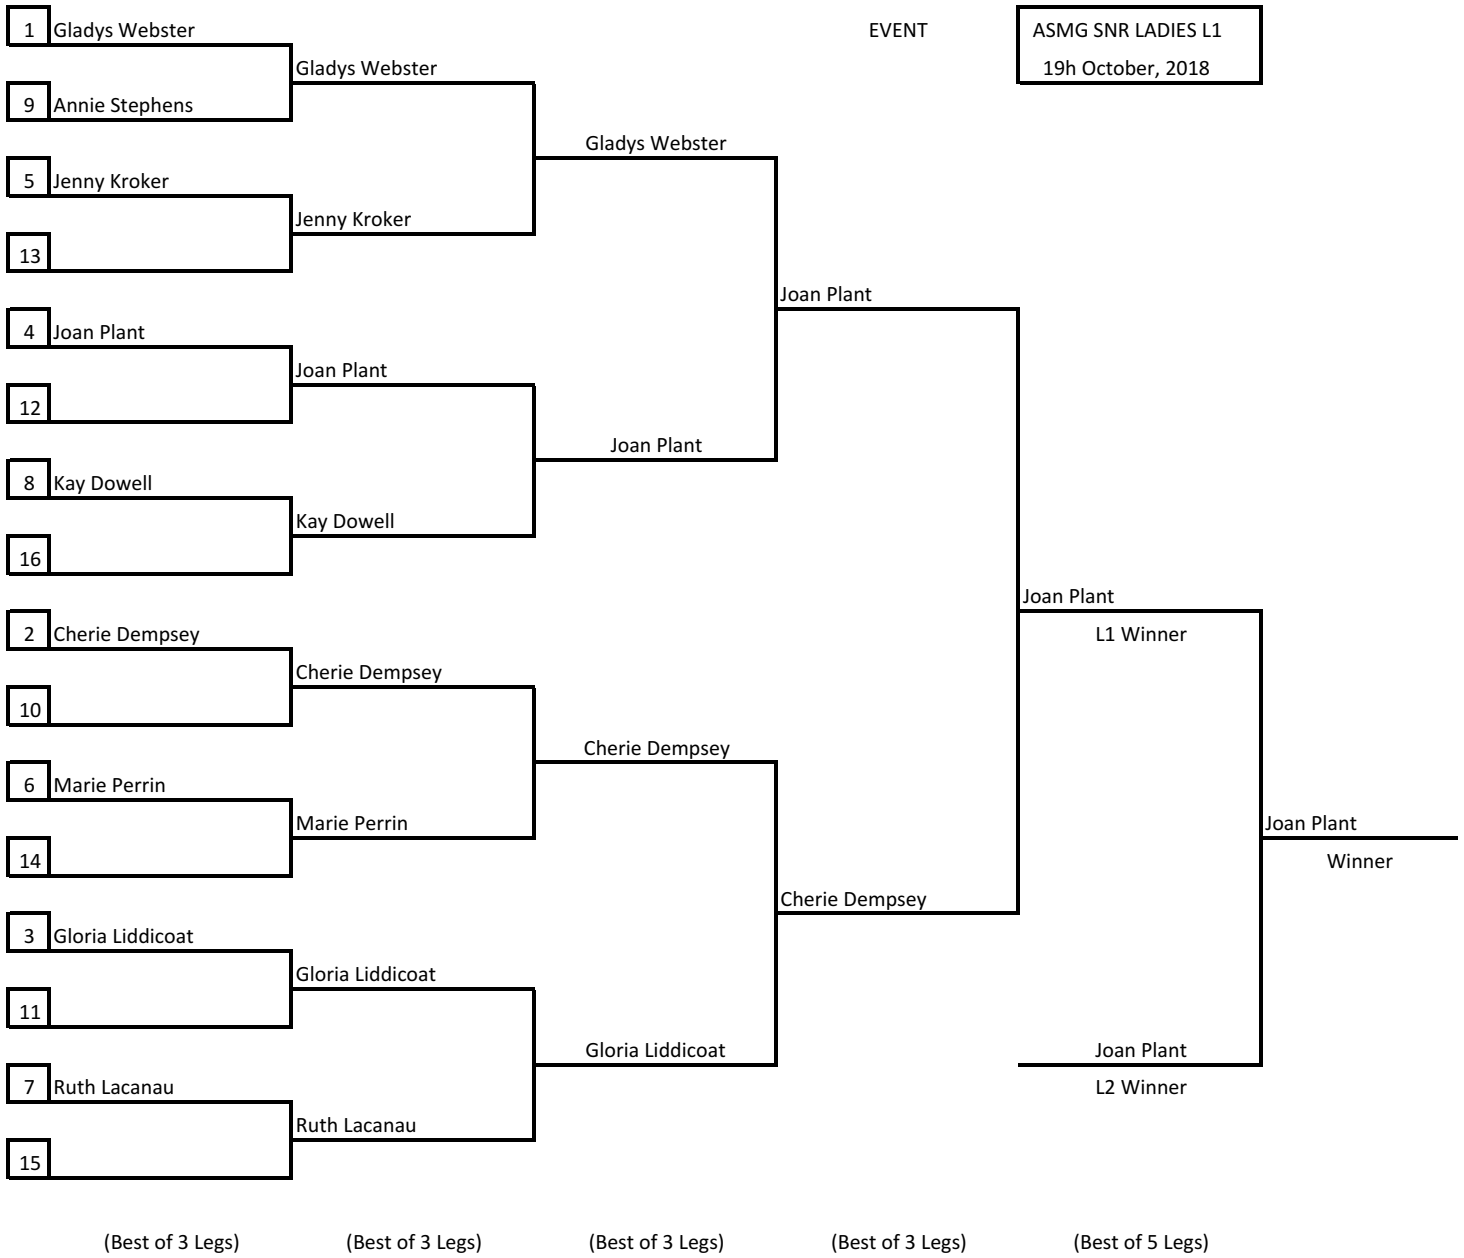 1 Gladys Webster EVENT ASMG SNR LADIES L1
Gladys Webster 19h October, 2018
9 Annie Stephens
Gladys Webster
5 Jenny Kroker
Jenny Kroker
13
Joan Plant
4 Joan Plant
Joan Plant
12
Joan Plant
8 Kay Dowell
Kay Dowell
16
Joan Plant
2 Cherie Dempsey L1 Winner
Cherie Dempsey
10
Cherie Dempsey
6 Marie Perrin
Marie Perrin Joan Plant
14 Winner
Cherie Dempsey
3 Gloria Liddicoat
Gloria Liddicoat
11
Gloria Liddicoat Joan Plant
7 Ruth Lacanau L2 Winner
Ruth Lacanau
15
(Best of 3 Legs) (Best of 3 Legs) (Best of 3 Legs) (Best of 3 Legs) (Best of 5 Legs)